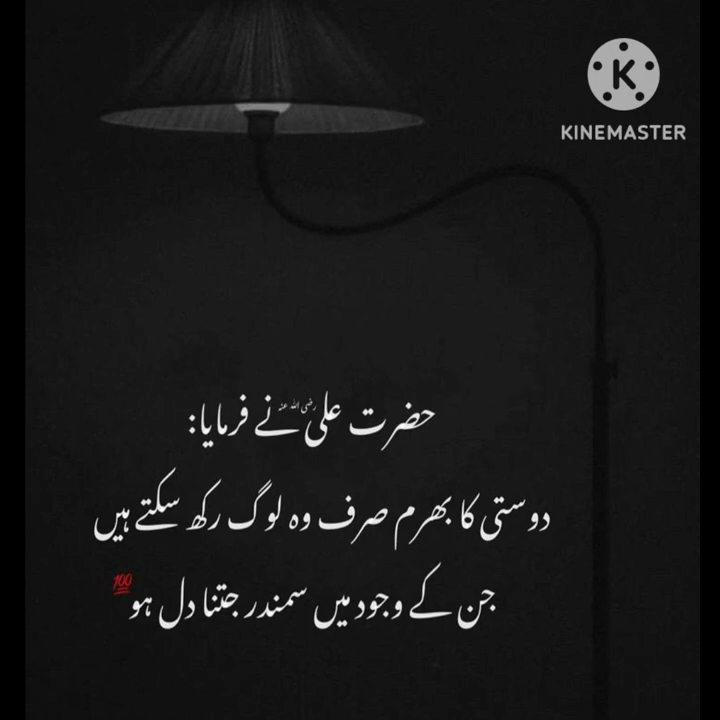 KINEMASTER
حضرت علی رضی اللہ عنہ نے فرمایا:
دوستی کا بھرم صرف وہ لوگ رکھ سکتے ہیں
جن کے وجود میں سمندر جتنا دل ہو 💯